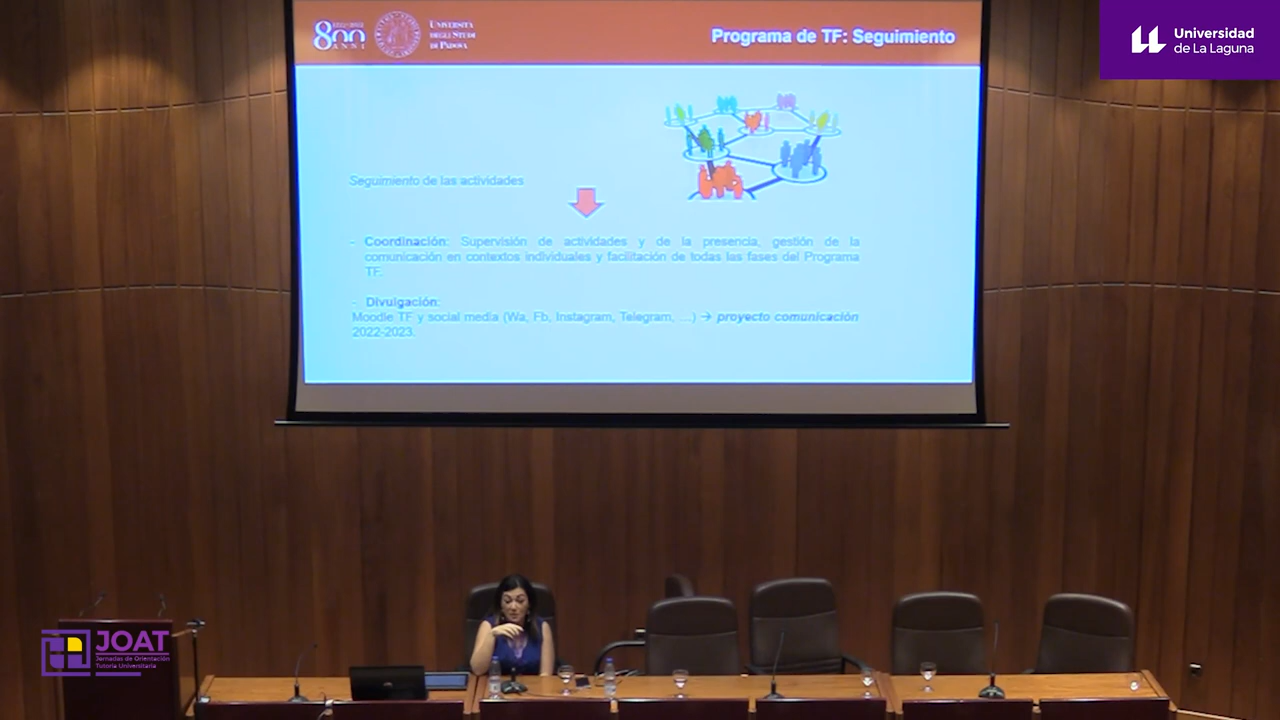 800
ANNI
UNIVERSITÀ
DEGLI STUDI
DI PADOVA
Programa de TF: Seguimiento
Universidad
de La Laguna
Seguimiento de las actividades
- Coordinación: Supervisión de actividades y de la presencia, gestión de la
comunicación en contextos individuales y facilitación de todas las fases del Programa
TF.
- Divulgación:
Moodle TF y social media (Wa, Fb, Instagram, Telegram, ...) → proyecto comunicación
2022-2023.
JOAT
Jornadas de Orientación
Tutoría Universitaria